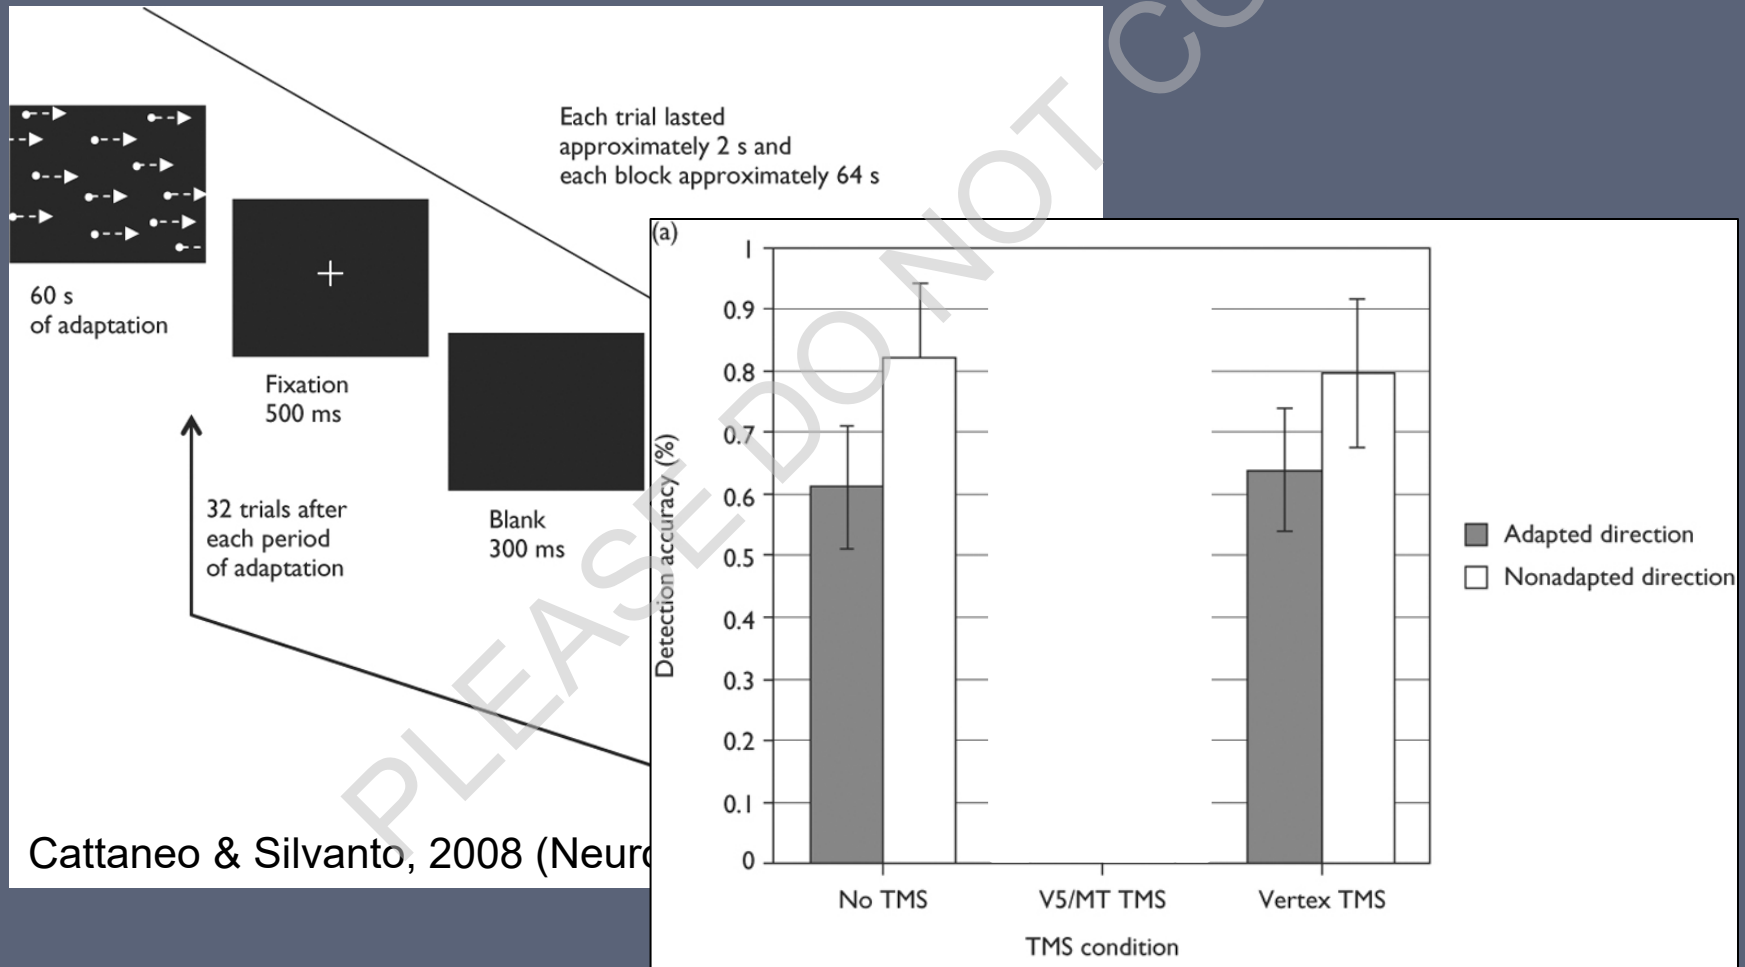 Each trial lasted
approximately 2 s and
each block approximately 64 s
60 s
of adaptation
Fixation
500 ms
Blank
300 ms
32 trials after
each period
of adaptation
Cattaneo & Silvanto, 2008
(a)
Detection accuracy (%)
1
0.9
0.8
0.7
0.6
0.5
0.4
0.3
0.2
0.1
0
No TMS
V5/MT TMS
Vertex TMS
TMS condition
Adapted direction
Nonadapted direction
PLEASE DO NOT